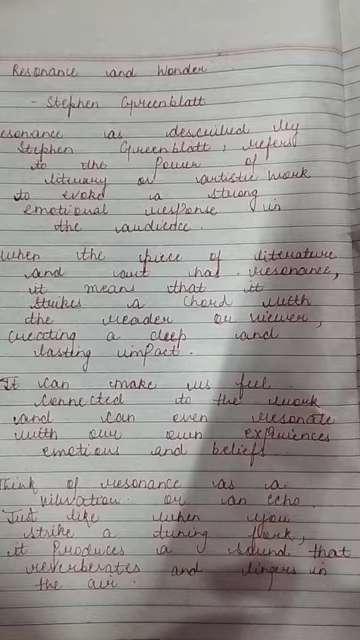 Resonance and Wonder
- Stephen Greenblatt
esonance as described by
Stephen Greenblatt, refers
to the Power of
literary or artistic work
to evoke a strong
emotional response in
the audience.
when the piece of literature
and art has resonance,
it means that it
strikes a chord with
the reader or viewer,
creating a deep and
lasting impact.
It can make us feel
connected to the work
and can even resonate
with our own experiences
emotions and beliefs.
Think of resonance as a
vibration or an echo.
Just like when you
strike a tuning fork,
it Produces a sound that
reverberates and lingers in
the air.